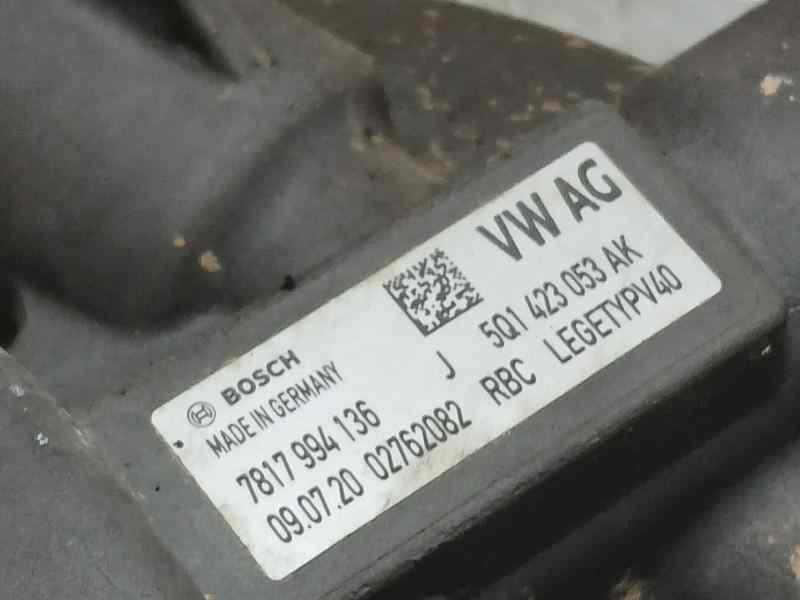 VW AG
BOSCH
MADE IN GERMANY
J 5Q1 423 053 AK
7817 994 136
RBC LEGETYPV40
09.07.20 02762082